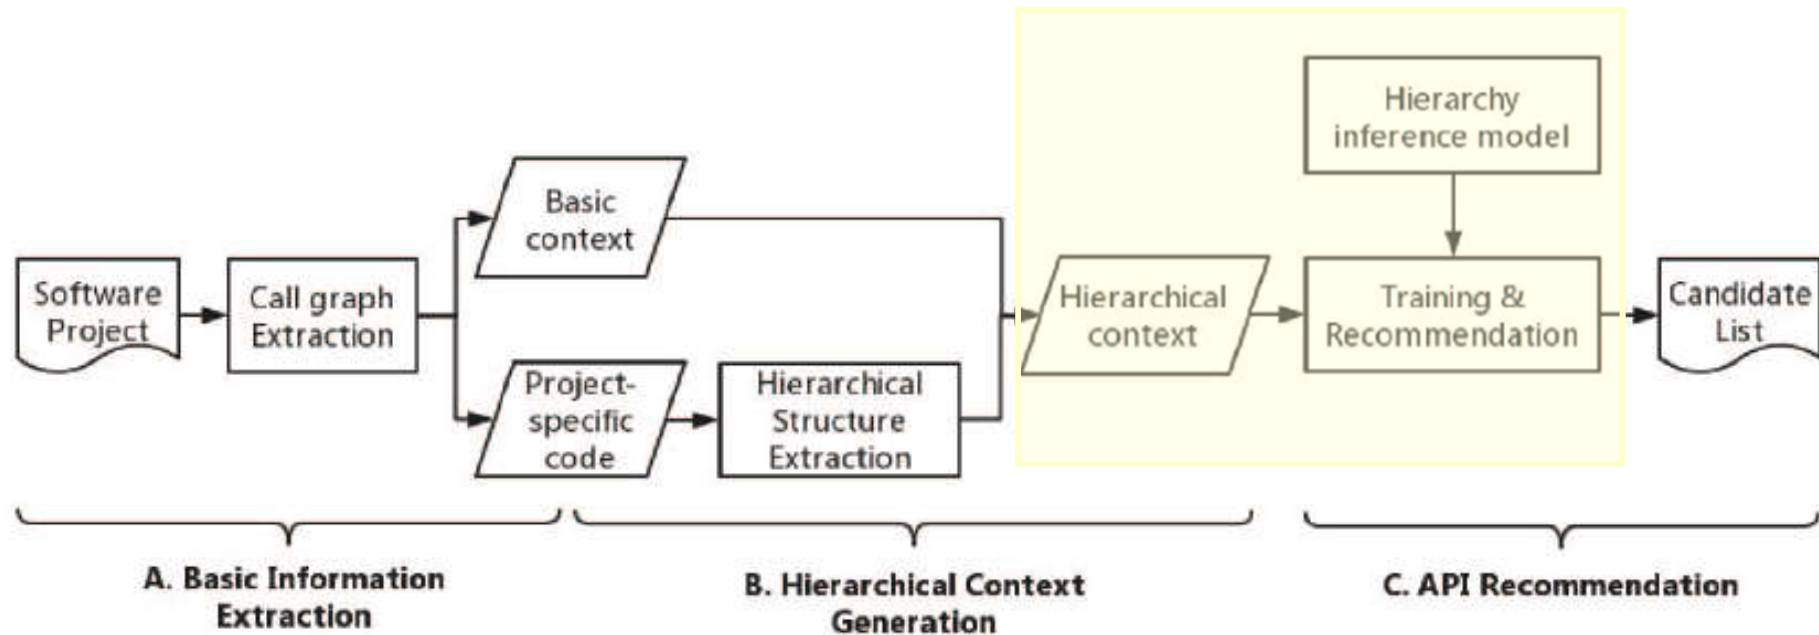 Hierarchy
inference model
Basic
context
Software
Project
Call graph
Extraction
Hierarchical
context
Training &
Recommendation
Candidate
List
Project-
specific
code
Hierarchical
Structure
Extraction
A. Basic Information
Extraction
B. Hierarchical Context
Generation
C. API Recommendation